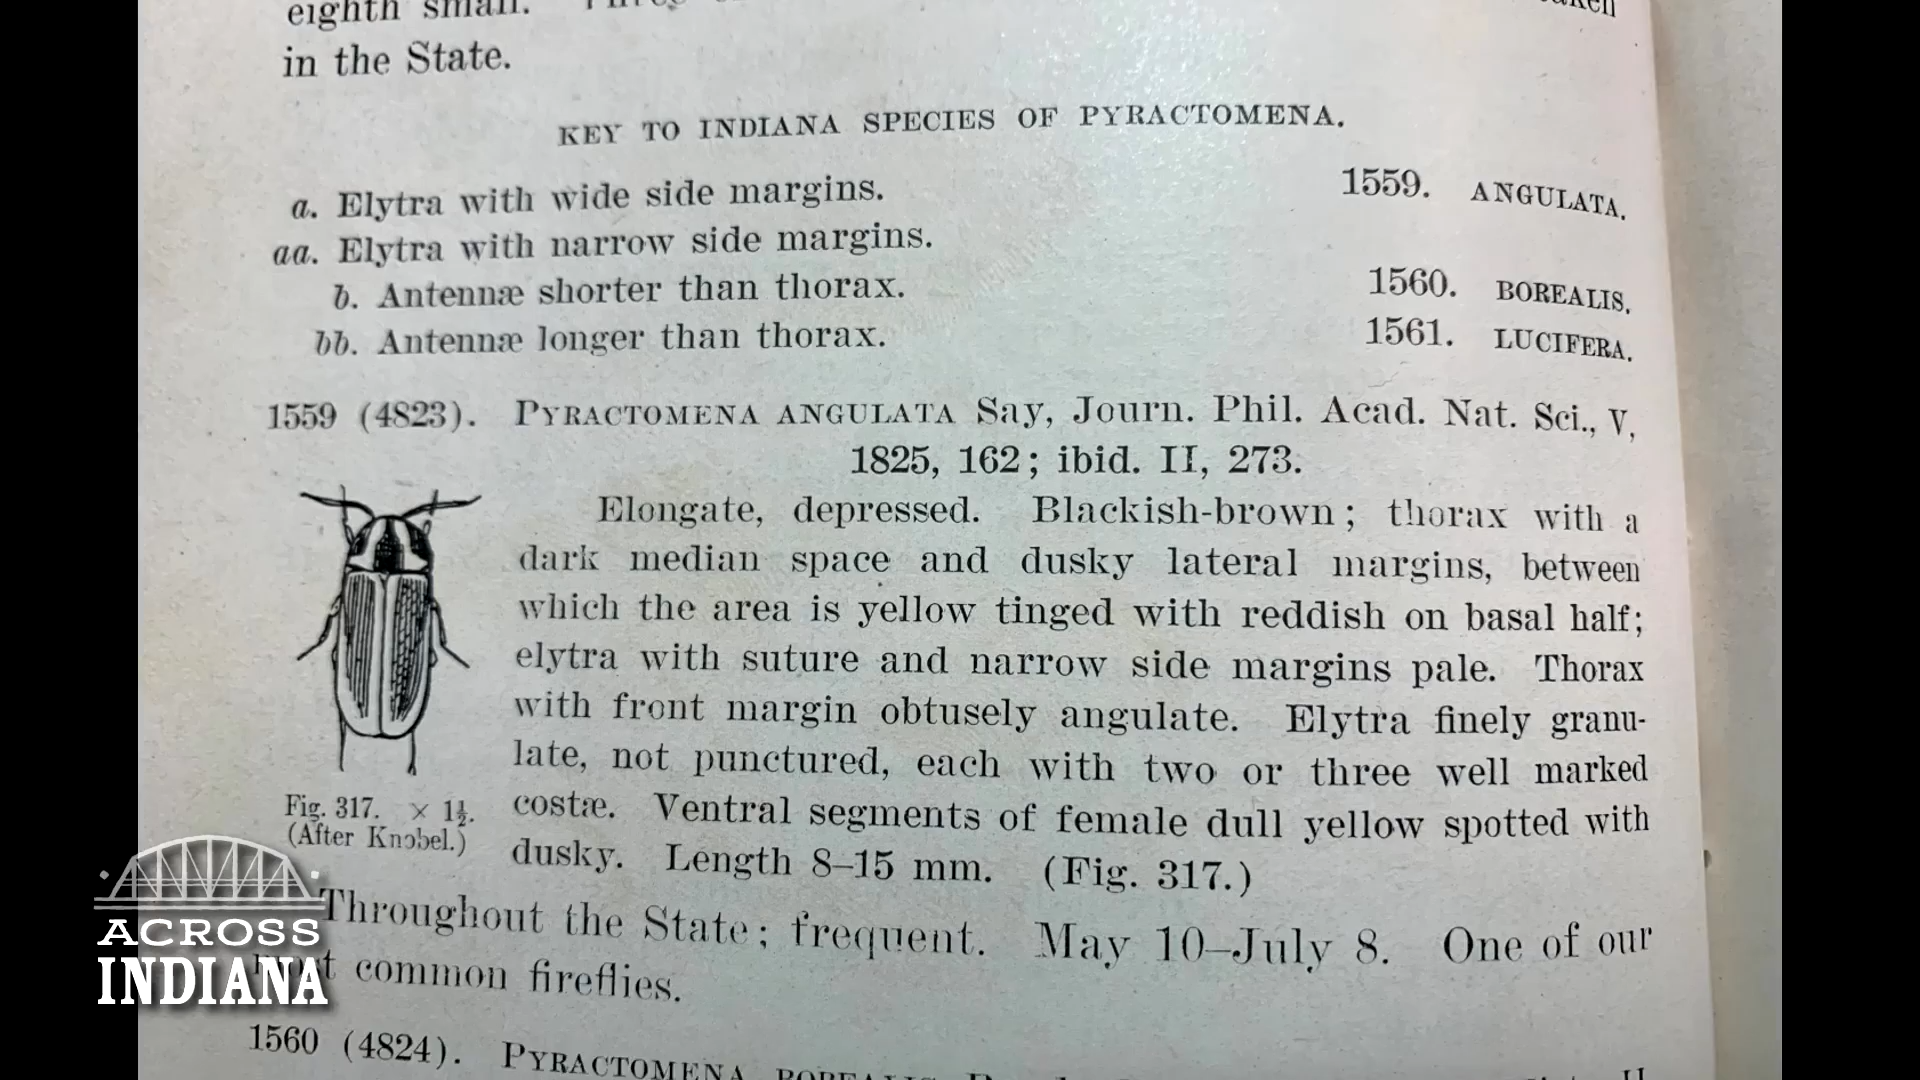 eighth small.
in the State.
KEY TO INDIANA SPECIES OF PYRACTOMENA.
a. Elytra with wide side margins. 1559. ANGULATA.
aa. Elytra with narrow side margins.
b. Antennæ shorter than thorax. 1560. BOREALIS.
bb. Antennæ longer than thorax. 1561. LUCIFERA.
1559 (4823). PYRACTOMENA ANGULATA Say, Journ. Phil. Acad. Nat. Sci., V,
1825, 162; ibid. II, 273.
Elongate, depressed. Blackish-brown; thorax with a
dark median space and dusky lateral margins, between
which the area is yellow tinged with reddish on basal half;
elytra with suture and narrow side margins pale. Thorax
with front margin obtusely angulate. Elytra finely granu-
late, not punctured, each with two or three well marked
costæ. Ventral segments of female dull yellow spotted with
dusky. Length 8–15 mm. (Fig. 317.)
Fig. 317. × 1½.
(After Knobel.)
Throughout the State; frequent. May 10–July 8. One of our
most common fireflies.
1560 (4824). PYRACTOMENA BOREALIS
ACROSS
INDIANA